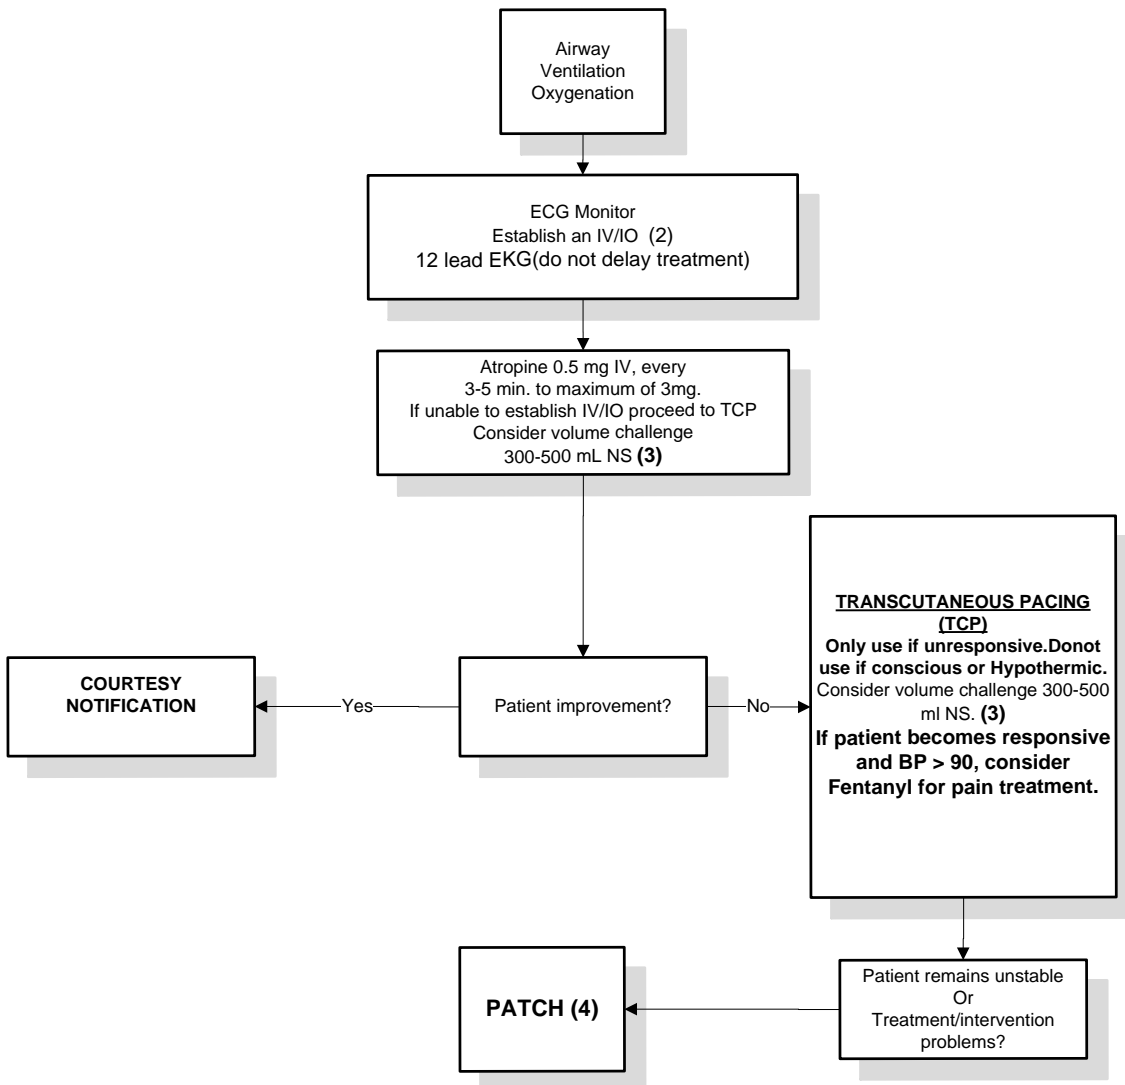 Airway
Ventilation
Oxygenation
ECG Monitor
Establish an IV/IO (2)
12 lead EKG(do not delay treatment)
Atropine 0.5 mg IV, every
3-5 min. to maximum of 3mg.
If unable to establish IV/IO proceed to TCP
Consider volume challenge
300-500 mL NS (3)
TRANSCUTANEOUS PACING
(TCP)
Only use if unresponsive.Donot
use if conscious or Hypothermic.
Consider volume challenge 300-500
ml NS. (3)
If patient becomes responsive
and BP > 90, consider
Fentanyl for pain treatment.
COURTESY
NOTIFICATION
Yes
Patient improvement?
No
PATCH (4)
Patient remains unstable
Or
Treatment/intervention
problems?